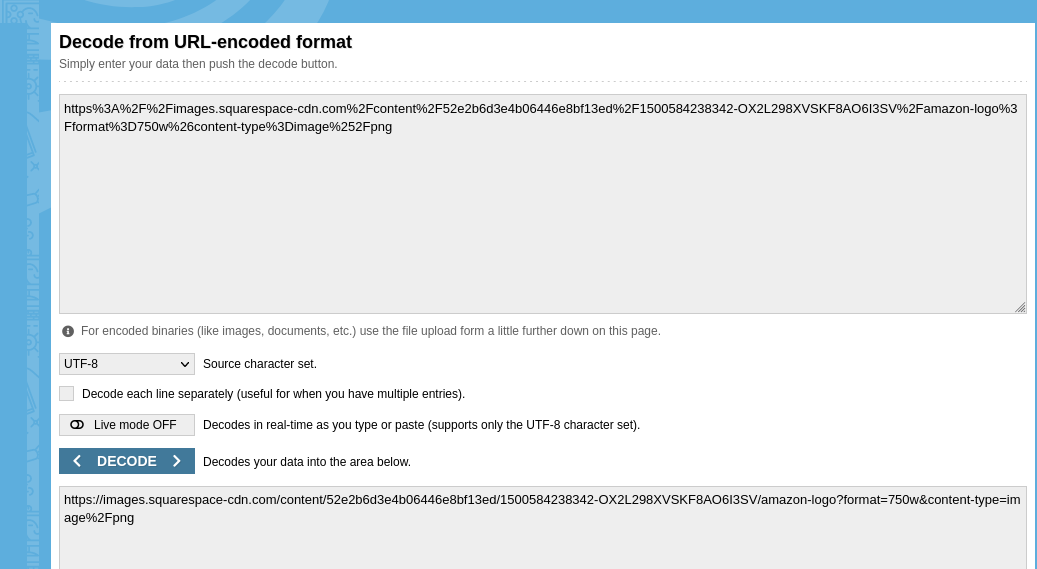 Decode from URL-encoded format
Simply enter your data then push the decode button.
https%3A%2F%2Fimages.squarespace-cdn.com%2Fcontent%2F52e2b6d3e4b06446e8bf13ed%2F1500584238342-OX2L298XVSKF8AO6I3SV%2Famazon-logo%3
Fformat%3D750w%26content-type%3Dimage%252Fpng
For encoded binaries (like images, documents, etc.) use the file upload form a little further down on this page.
UTF-8 Source character set.
Decode each line separately (useful for when you have multiple entries).
Live mode OFF Decodes in real-time as you type or paste (supports only the UTF-8 character set).
DECODE Decodes your data into the area below.
https://images.squarespace-cdn.com/content/52e2b6d3e4b06446e8bf13ed/1500584238342-OX2L298XVSKF8AO6I3SV/amazon-logo?format=750w&content-type=im
age%2Fpng